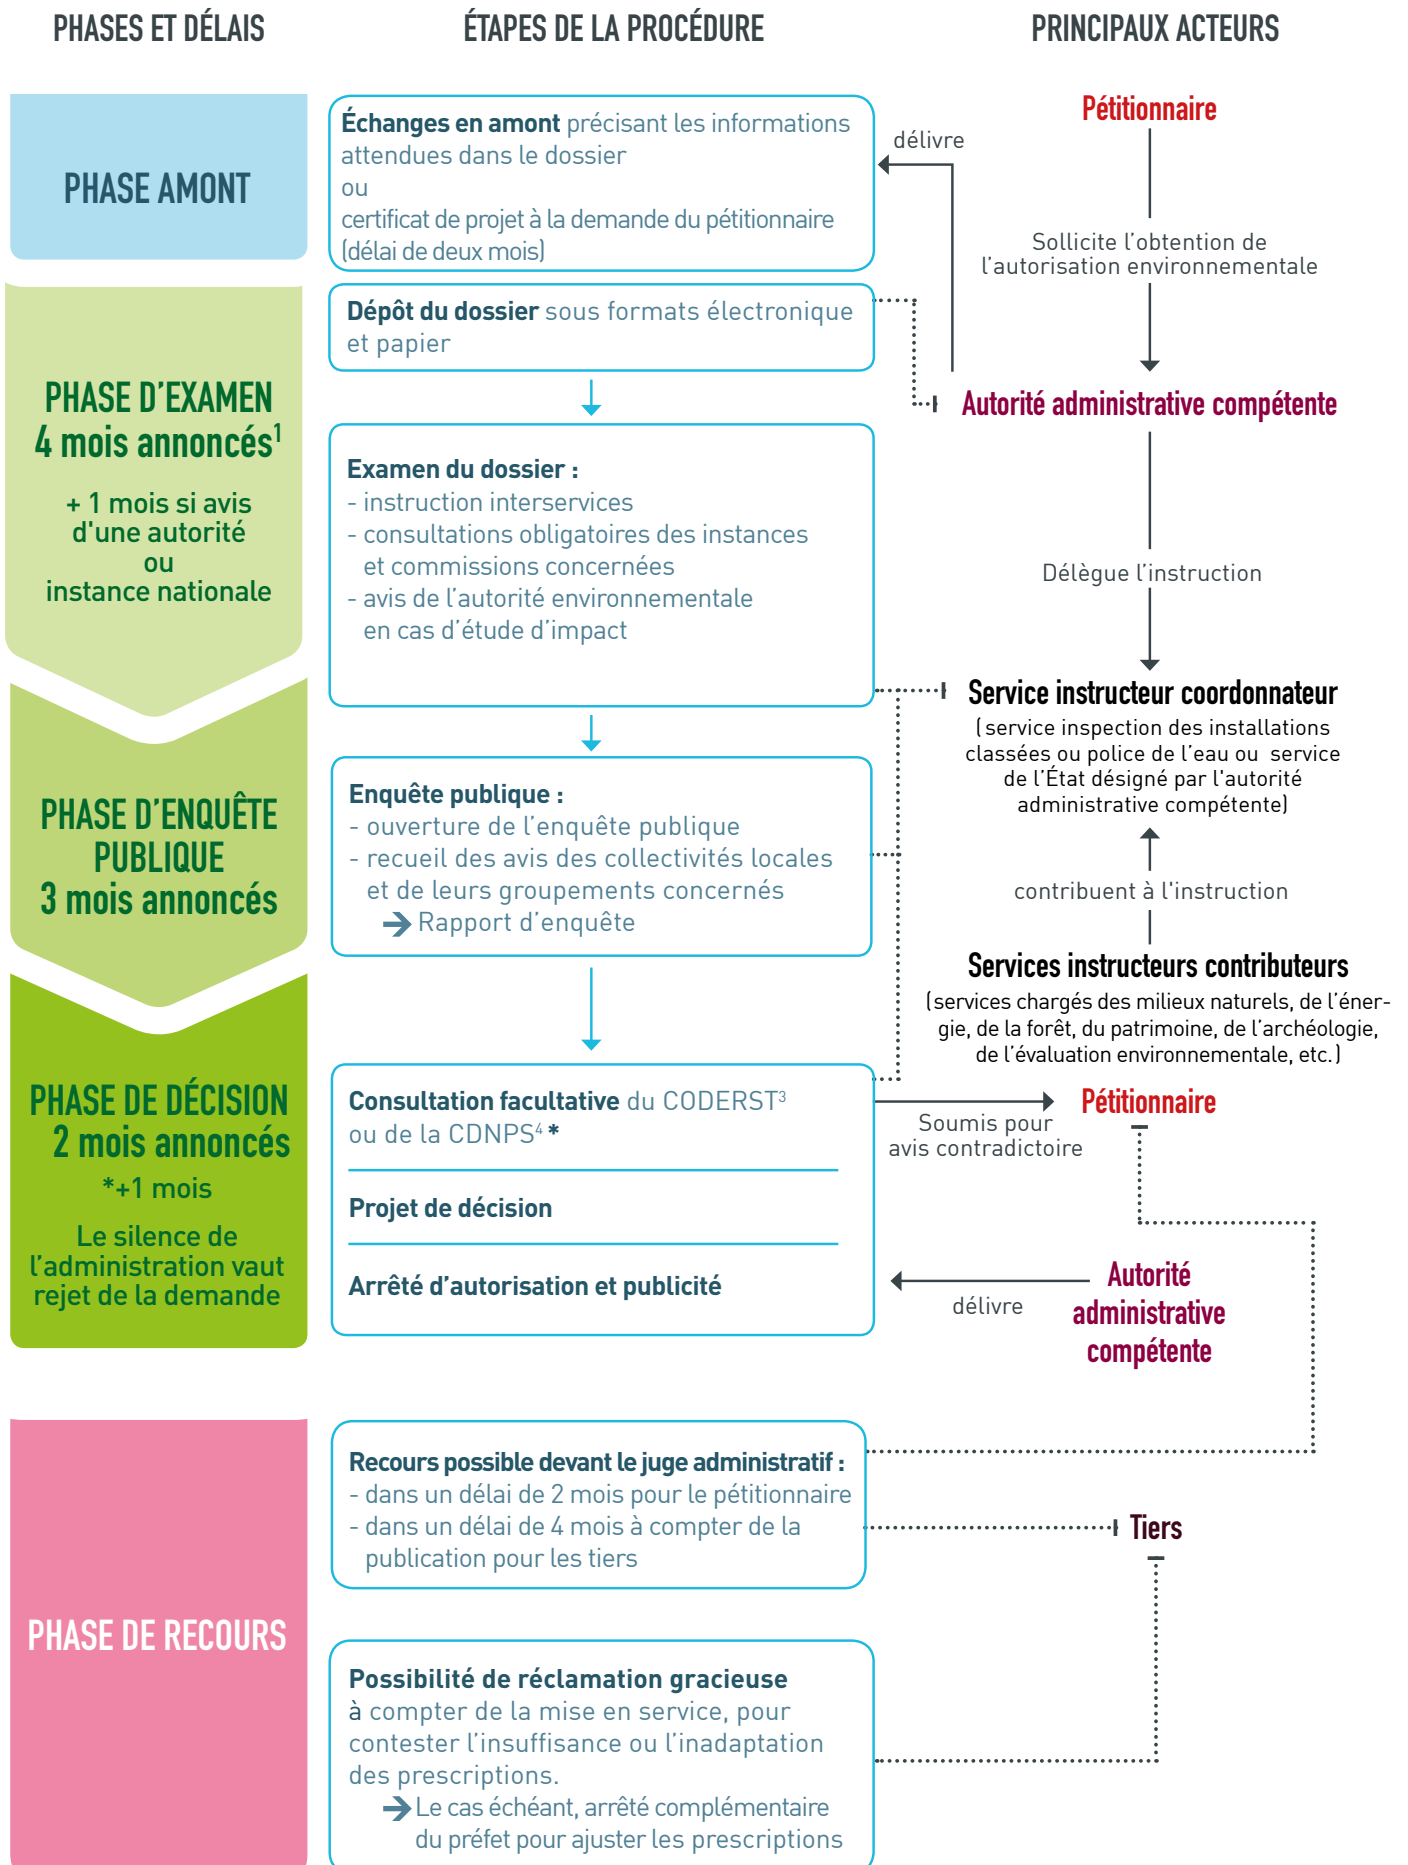 PHASES ET DÉLAIS
ÉTAPES DE LA PROCÉDURE
PRINCIPAUX ACTEURS
PHASE AMONT
Échanges en amont précisant les informations
attendues dans le dossier
ou
certificat de projet à la demande du pétitionnaire
(délai de deux mois)
délivre
Pétitionnaire
Sollicite l’obtention de
l’autorisation environnementale
PHASE D’EXAMEN
4 mois annoncés¹
+ 1 mois si avis
d'une autorité
ou
instance nationale
Dépôt du dossier sous formats électronique
et papier
Autorité administrative compétente
Examen du dossier :
- instruction interservices
- consultations obligatoires des instances
et commissions concernées
- avis de l’autorité environnementale
en cas d’étude d’impact
Délègue l’instruction
Service instructeur coordonnateur
(service inspection des installations
classées ou police de l’eau ou service
de l’État désigné par l'autorité
administrative compétente)
PHASE D’ENQUÊTE
PUBLIQUE
3 mois annoncés
Enquête publique :
- ouverture de l’enquête publique
- recueil des avis des collectivités locales
et de leurs groupements concernés
➔ Rapport d’enquête
contribuent à l'instruction
Services instructeurs contributeurs
(services chargés des milieux naturels, de l’éner-
gie, de la forêt, du patrimoine, de l’archéologie,
de l’évaluation environnementale, etc.)
PHASE DE DÉCISION
2 mois annoncés
*+1 mois
Le silence de
l’administration vaut
rejet de la demande
Consultation facultative du CODERST³
ou de la CDNPS⁴ *
Projet de décision
Arrêté d’autorisation et publicité
Soumis pour
avis contradictoire
Pétitionnaire
délivre
Autorité
administrative
compétente
PHASE DE RECOURS
Recours possible devant le juge administratif :
- dans un délai de 2 mois pour le pétitionnaire
- dans un délai de 4 mois à compter de la
publication pour les tiers
Tiers
Possibilité de réclamation gracieuse
à compter de la mise en service, pour
contester l’insuffisance ou l’inadaptation
des prescriptions.
➔ Le cas échéant, arrêté complémentaire
du préfet pour ajuster les prescriptions